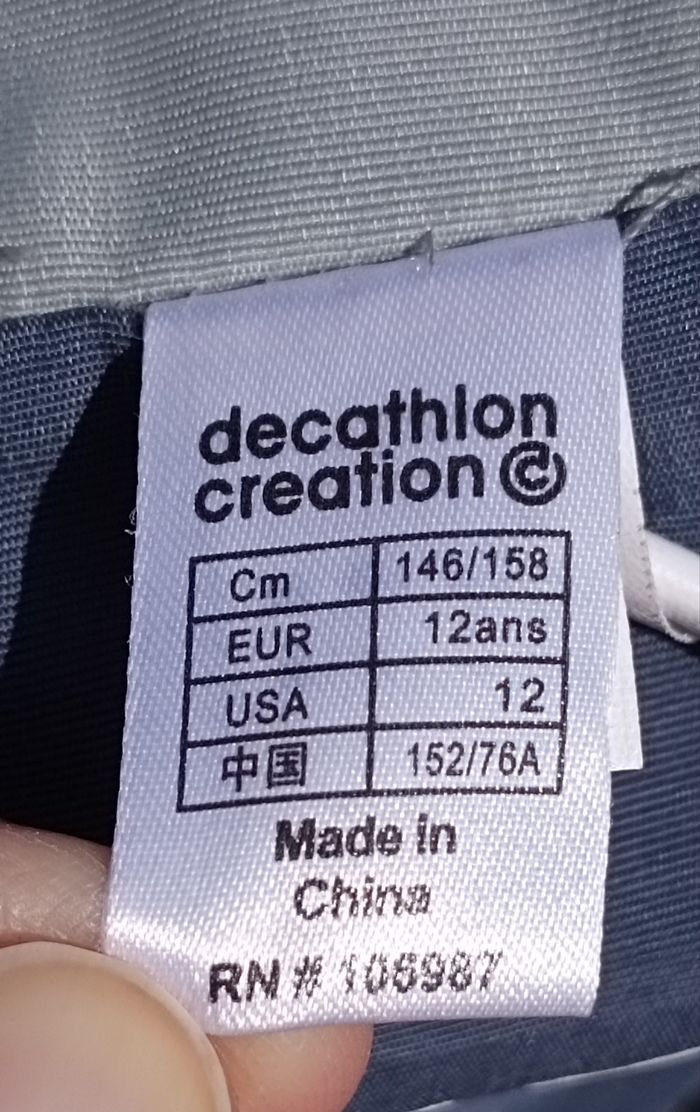 decathlon
creation ©
Cm 146/158
EUR 12ans
USA 12
中国 152/76A
Made in
China
RN # 106987